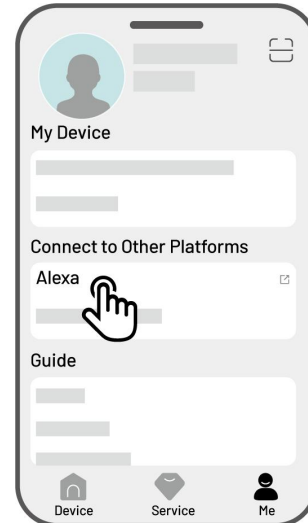 My Device
Connect to Other Platforms
Alexa
Guide
Device Service Me